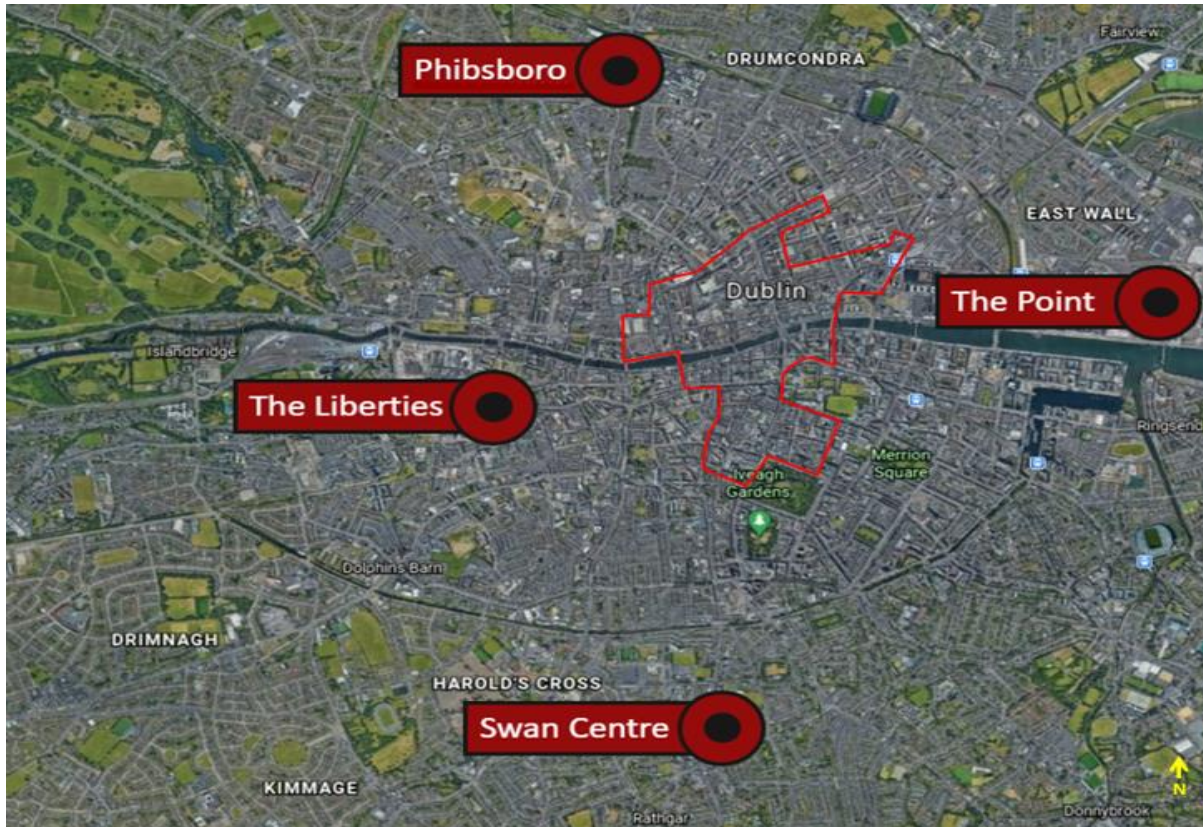 Fairview
Phibsboro
DRUMCONDRA
EAST WALL
Dublin
The Point
Islandbridge
The Liberties
Ringsend
Merrion
Square
Iveagh
Gardens
Dolphins Barn
DRIMNAGH
HAROLD'S CROSS
Swan Centre
KIMMAGE
N
Rathgar
Donnybrook